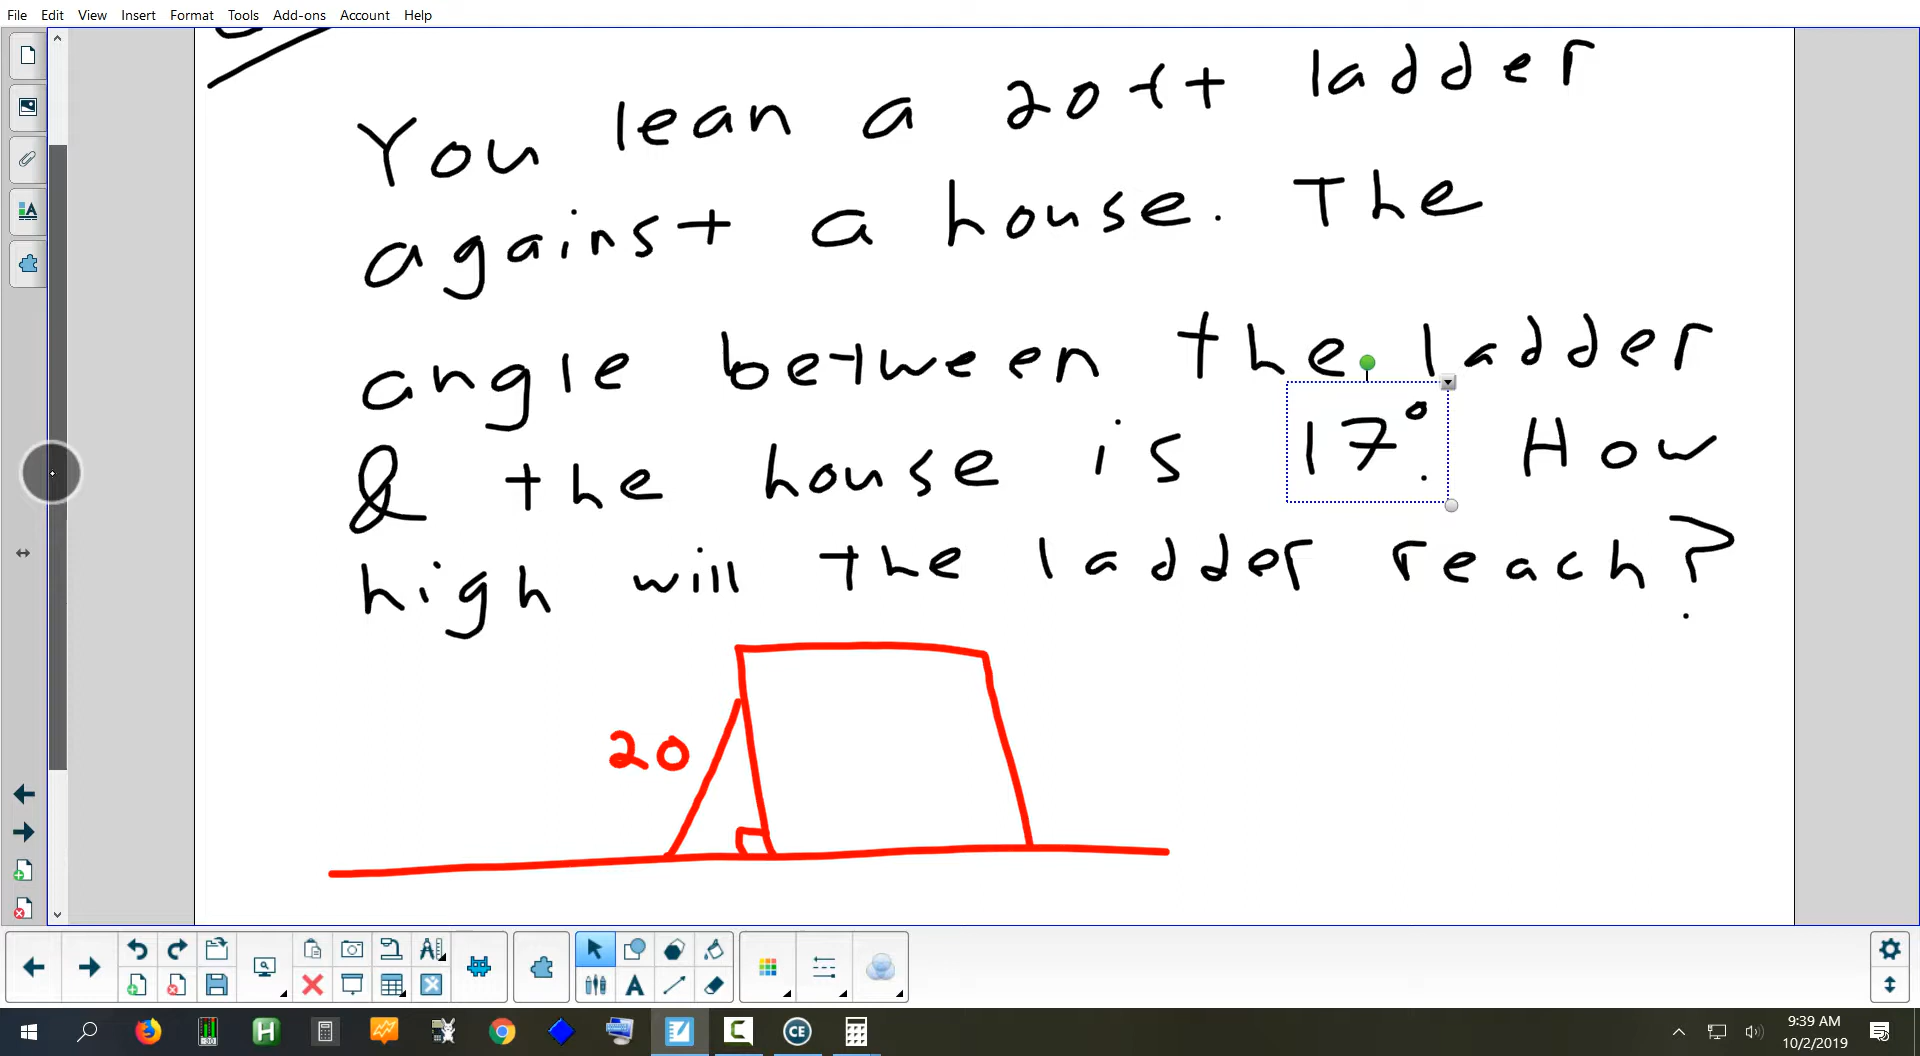 File Edit View Insert Format Tools Add-ons Account Help
You lean a 20ft ladder
against a house. The
angle between the ladder
& the house is 17°. How
high will the ladder reach?
20
A
H
CE
9:39 AM
10/2/2019